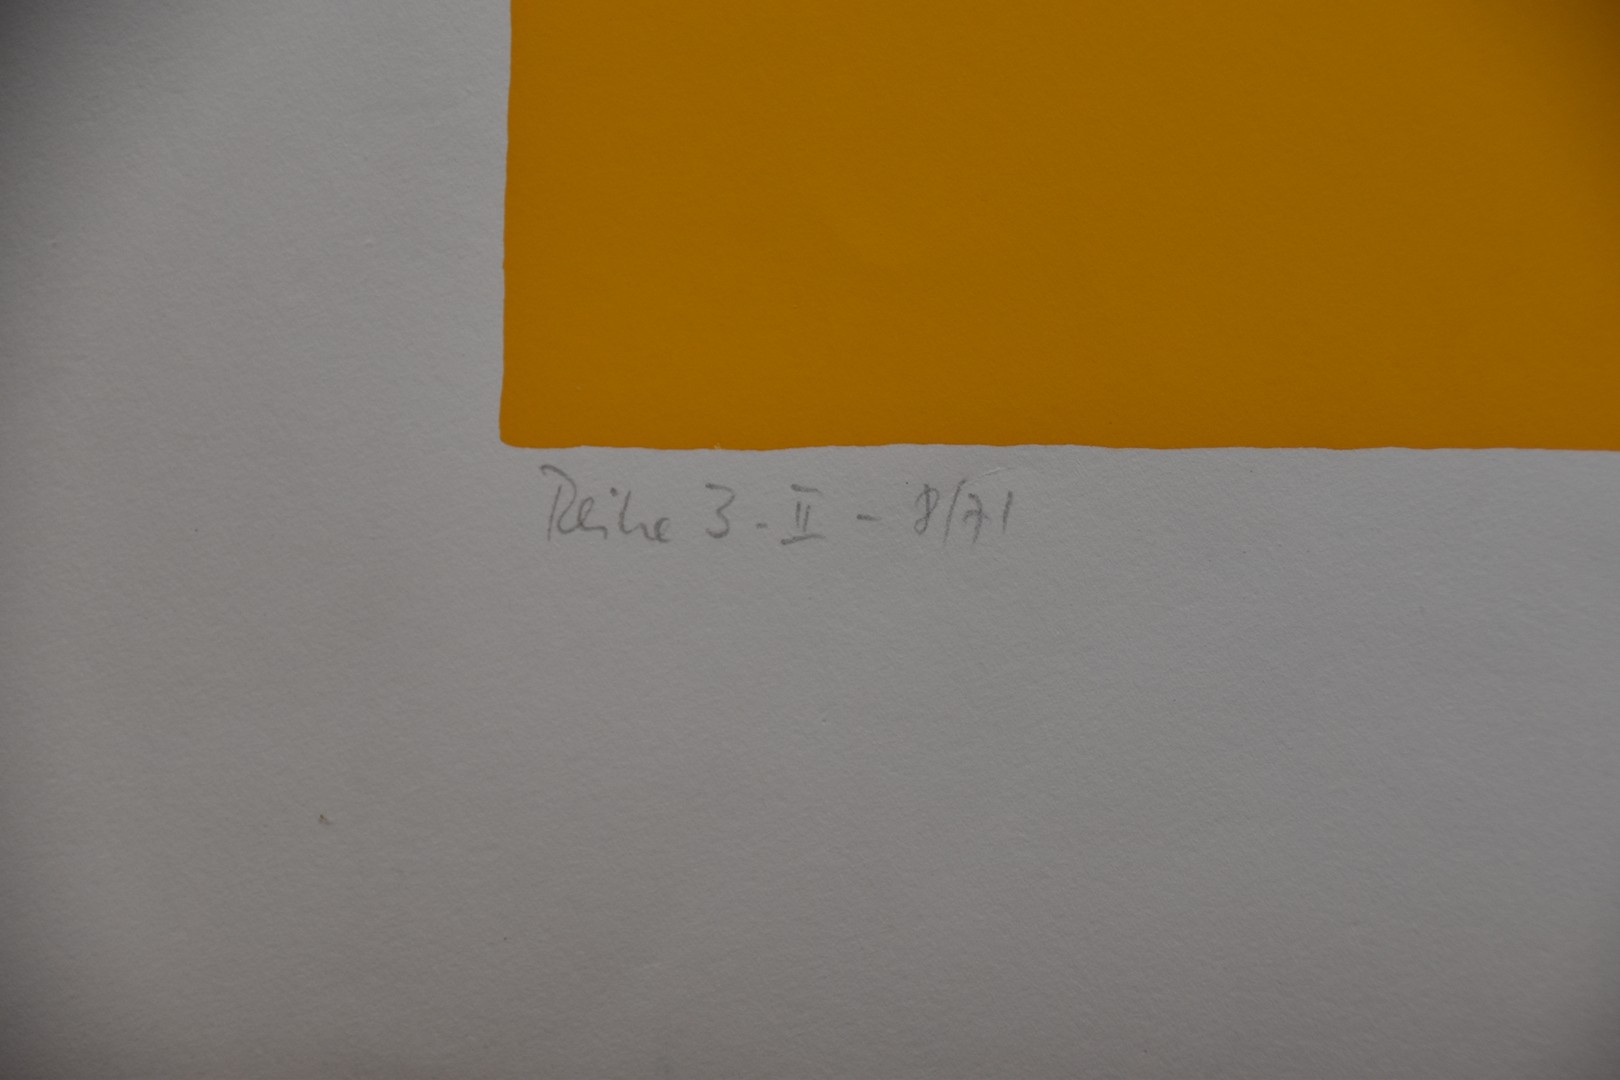 Reihe 3 - II - 8/71